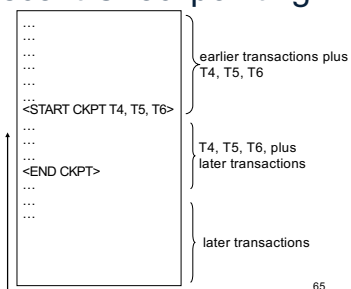 …
…
…
…
…
…
<START CKPT T4, T5, T6>
…
…
…
<END CKPT>
…
…
…
earlier transactions plus
T4, T5, T6
T4, T5, T6, plus
later transactions
later transactions
65